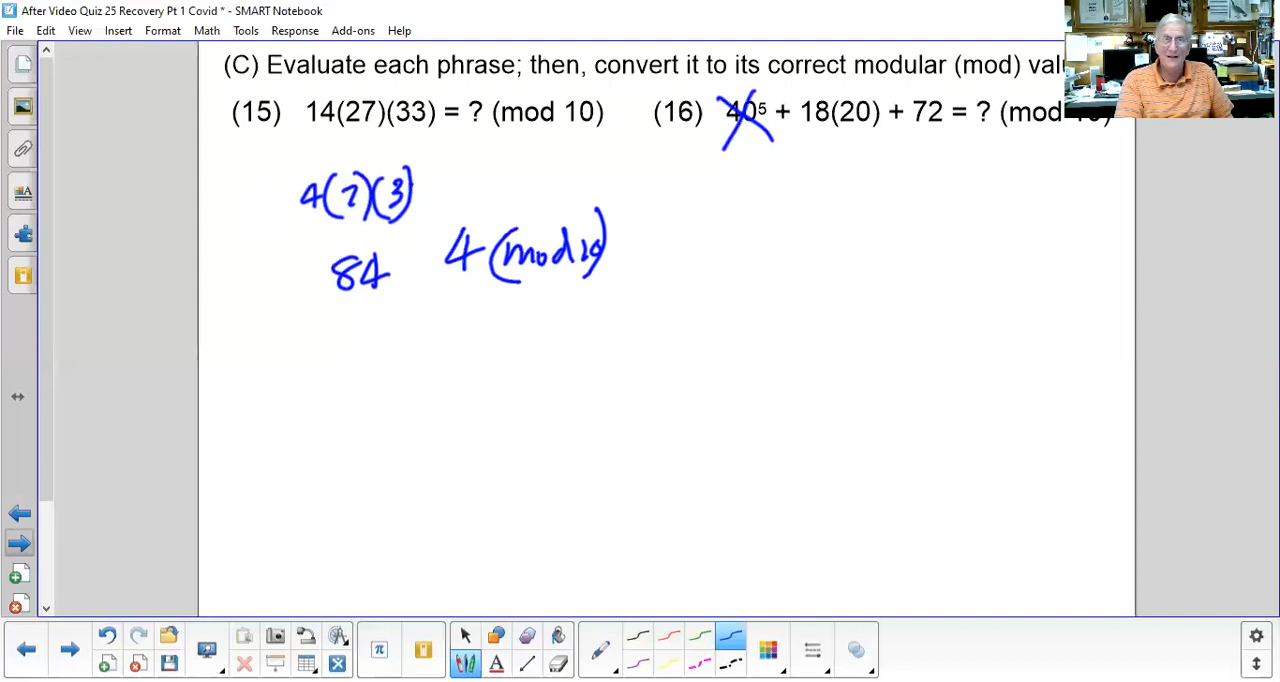 After Video Quiz 25 Recovery Pt 1 Covid * - SMART Notebook
File Edit View Insert Format Math Tools Response Add-ons Help
(C) Evaluate each phrase; then, convert it to its correct modular (mod)
(15) 14(27)(33) = ? (mod 10) (16) 40⁵ + 18(20) + 72 = ? (mod
4(7)(3)
84 4 (mod 10)
π
A